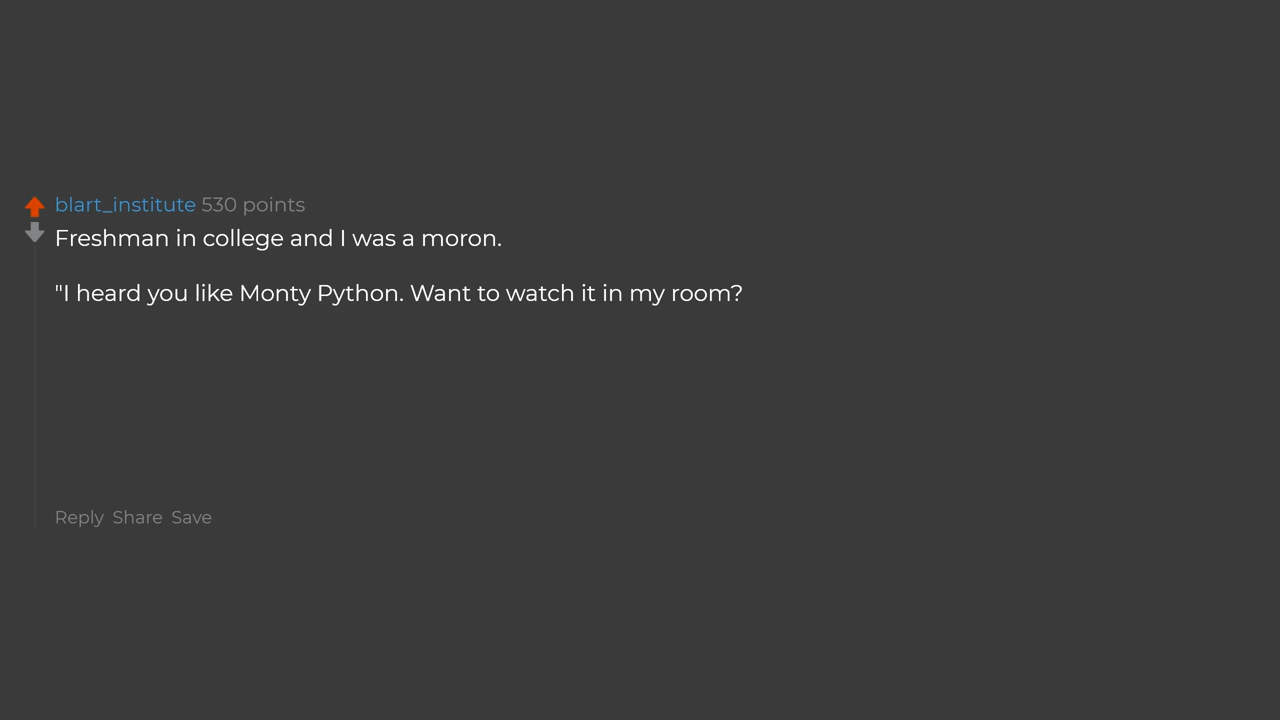 blart_institute 530 points
Freshman in college and I was a moron.
"I heard you like Monty Python. Want to watch it in my room?
Reply Share Save